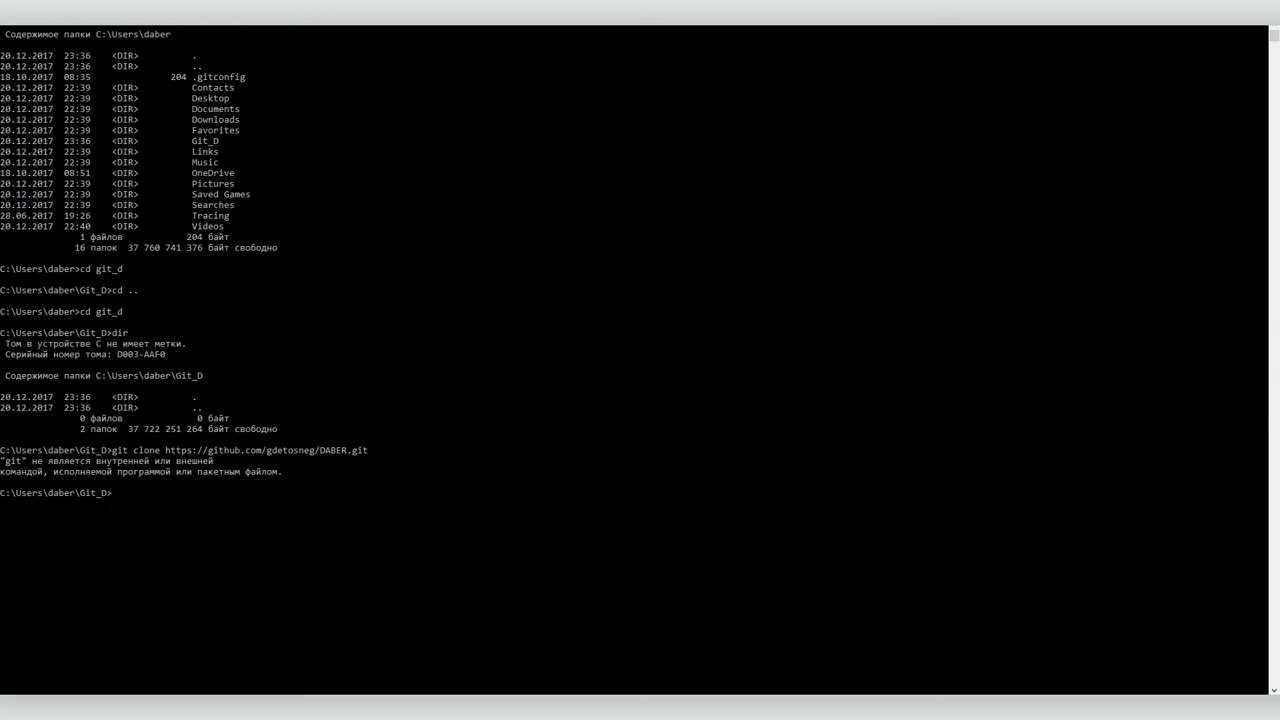 Содержимое папки C:\Users\daber
20.12.2017 23:36 <DIR> .
20.12.2017 23:36 <DIR> ..
18.10.2017 08:35 204 .gitconfig
20.12.2017 22:39 <DIR> Contacts
20.12.2017 22:39 <DIR> Desktop
20.12.2017 22:39 <DIR> Documents
20.12.2017 22:39 <DIR> Downloads
20.12.2017 22:39 <DIR> Favorites
20.12.2017 23:36 <DIR> Git_D
20.12.2017 22:39 <DIR> Links
20.12.2017 22:39 <DIR> Music
18.10.2017 08:51 <DIR> OneDrive
20.12.2017 22:39 <DIR> Pictures
20.12.2017 22:39 <DIR> Saved Games
20.12.2017 22:39 <DIR> Searches
28.06.2017 19:26 <DIR> Tracing
20.12.2017 22:40 <DIR> Videos
1 файлов 204 байт
16 папок 37 760 741 376 байт свободно
C:\Users\daber>cd git_d
C:\Users\daber\Git_D>cd ..
C:\Users\daber>cd git_d
C:\Users\daber\Git_D>dir
Том в устройстве C не имеет метки.
Серийный номер тома: D003-AAF0
Содержимое папки C:\Users\daber\Git_D
20.12.2017 23:36 <DIR> .
20.12.2017 23:36 <DIR> ..
0 файлов 0 байт
2 папок 37 722 251 264 байт свободно
C:\Users\daber\Git_D>git clone https://github.com/gdetosneg/DABER.git
"git" не является внутренней или внешней
командой, исполняемой программой или пакетным файлом.
C:\Users\daber\Git_D>